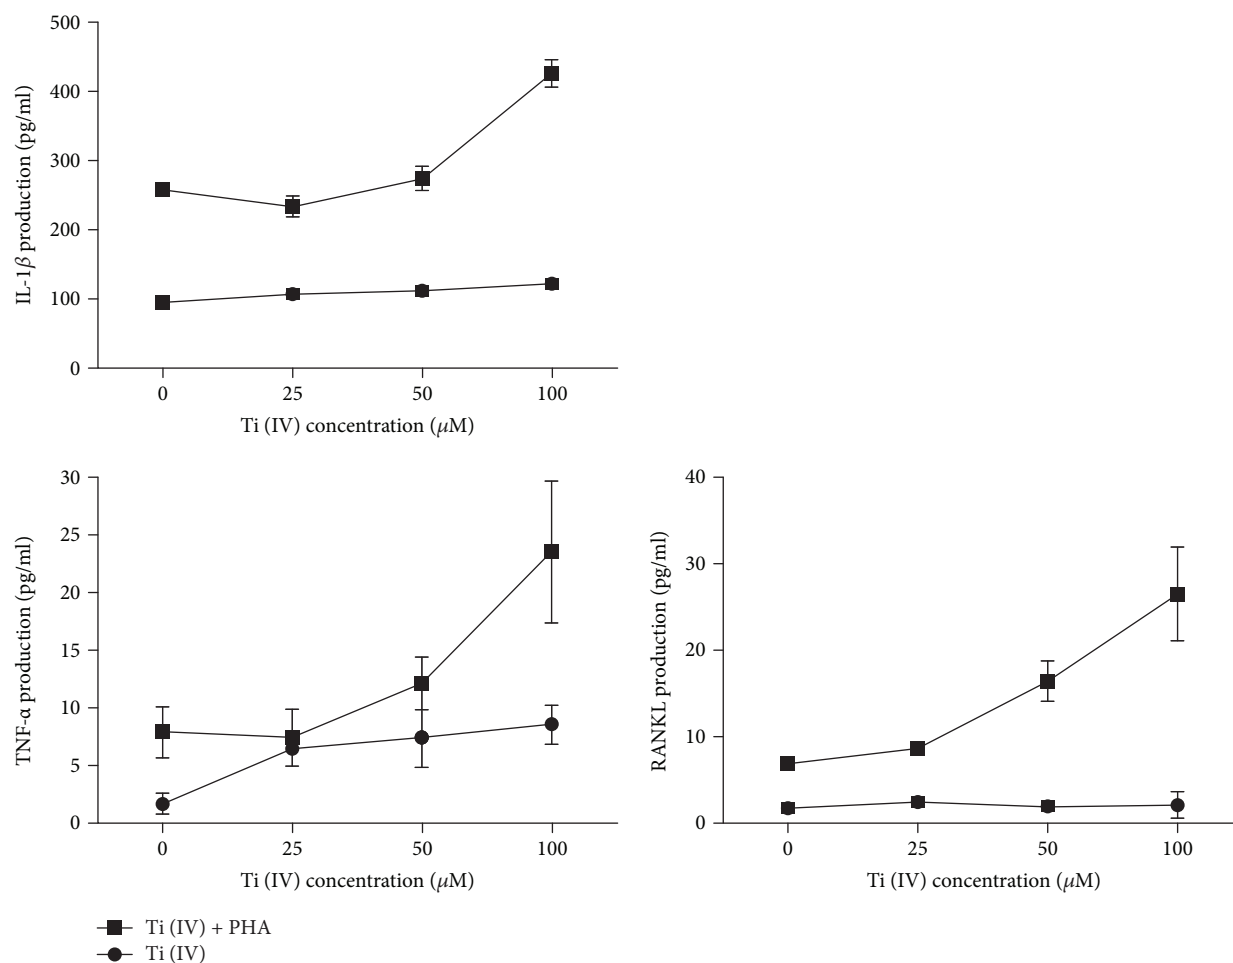 500
400
300
200
100
0
IL-1β production (pg/ml)
0 25 50 100
Ti (IV) concentration (μM)
30
25
20
15
10
5
0
TNF-α production (pg/ml)
0 25 50 100
Ti (IV) concentration (μM)
40
30
20
10
0
RANKL production (pg/ml)
0 25 50 100
Ti (IV) concentration (μM)
Ti (IV) + PHA
Ti (IV)